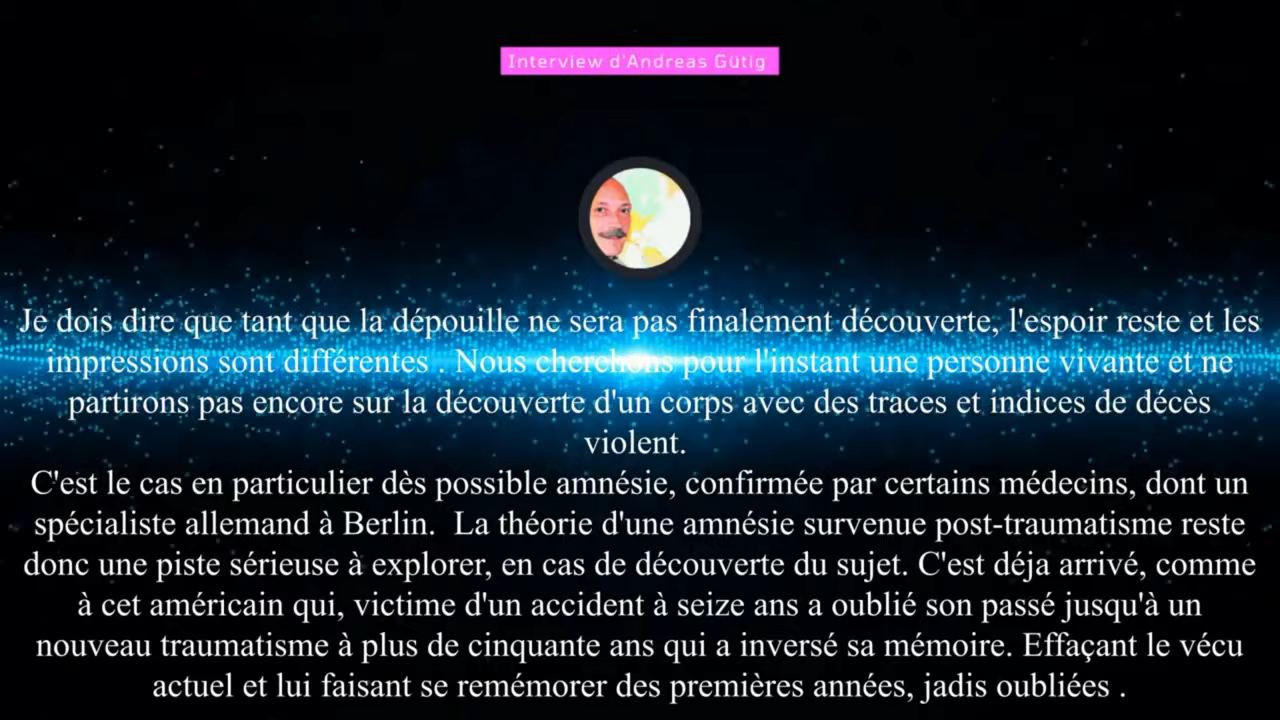 Interview d'Andreas Gütig
Je dois dire que tant que la dépouille ne sera pas finalement découverte, l'espoir reste et les
impressions sont différentes . Nous cherchons pour l'instant une personne vivante et ne
partirons pas encore sur la découverte d'un corps avec des traces et indices de décès
violent.
C'est le cas en particulier dès possible amnésie, confirmée par certains médecins, dont un
spécialiste allemand à Berlin.  La théorie d'une amnésie survenue post-traumatisme reste
donc une piste sérieuse à explorer, en cas de découverte du sujet. C'est déja arrivé, comme
à cet américain qui, victime d'un accident à seize ans a oublié son passé jusqu'à un
nouveau traumatisme à plus de cinquante ans qui a inversé sa mémoire. Effaçant le vécu
actuel et lui faisant se remémorer des premières années, jadis oubliées .